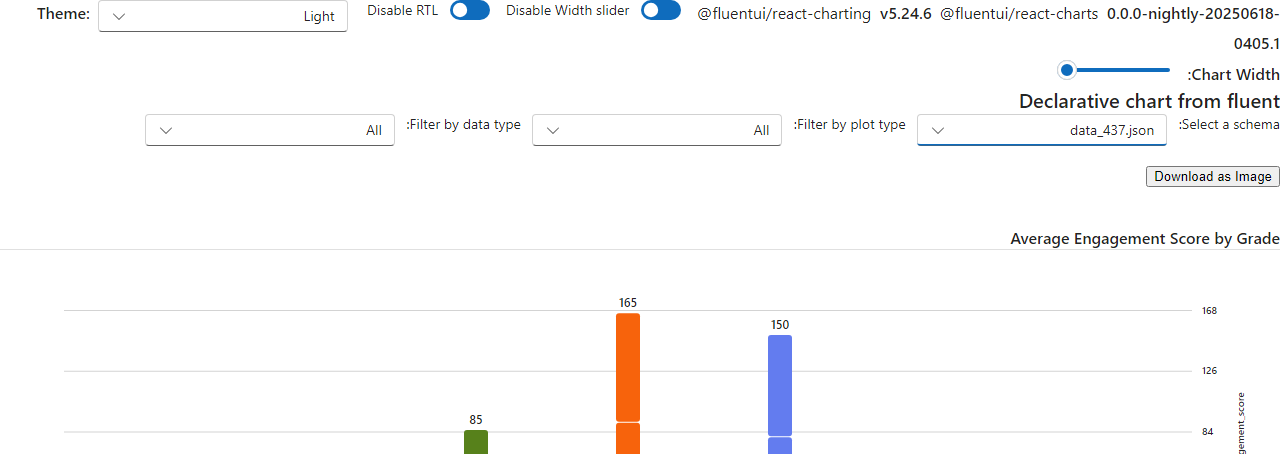 Theme:
Light
Disable RTL
Disable Width slider
@fluentui/react-charting v5.24.6 @fluentui/react-charts 0.0.0-nightly-20250618-
0405.1
:Chart Width
Declarative chart from fluent
:Select a schema
data_437.json
:Filter by plot type
All
:Filter by data type
All
Download as Image
Average Engagement Score by Grade
165
150
85
168
126
84